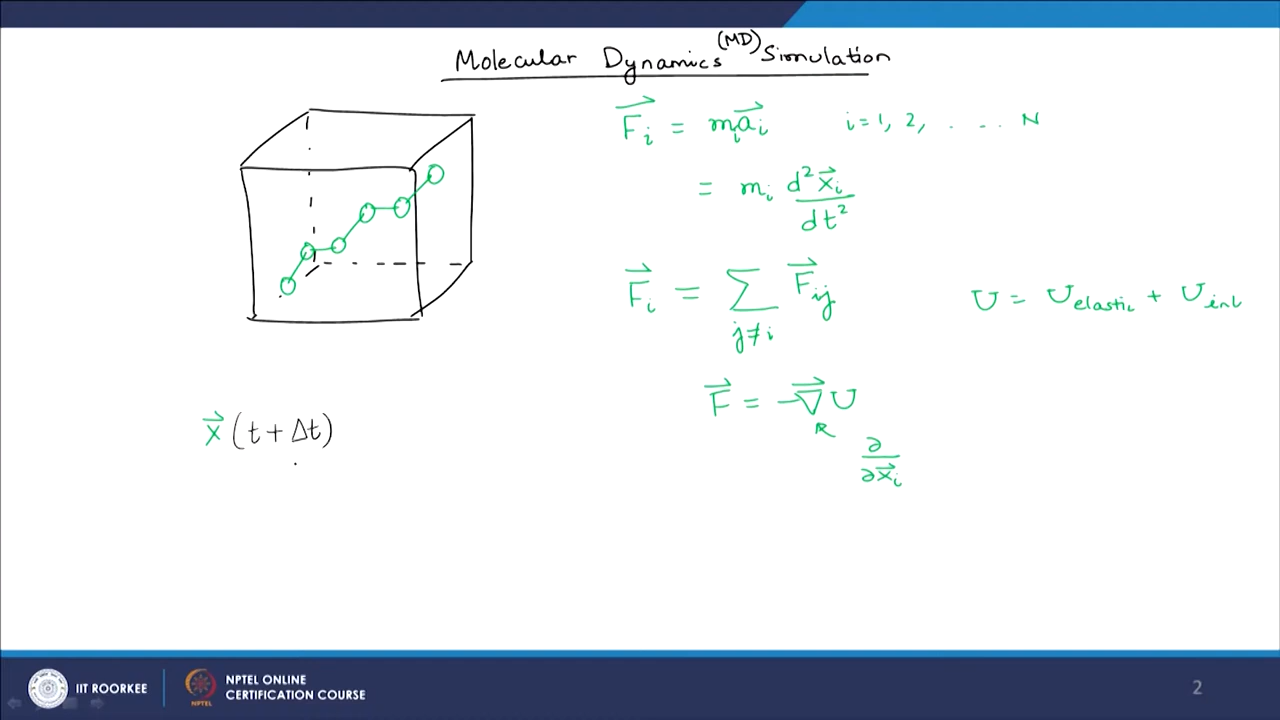 Molecular Dynamics (MD) Simulation
F⃗ᵢ = mᵢa⃗ᵢ i = 1, 2, . . . . N
= mᵢ d²x⃗ᵢ / dt²
F⃗ᵢ = Σ_{j≠i} F⃗ᵢⱼ U = U_elastic + U_int
F⃗ = -∇⃗U
x⃗(t + Δt)
∂ / ∂x⃗ᵢ
IIT ROORKEE
NPTEL ONLINE
CERTIFICATION COURSE
2